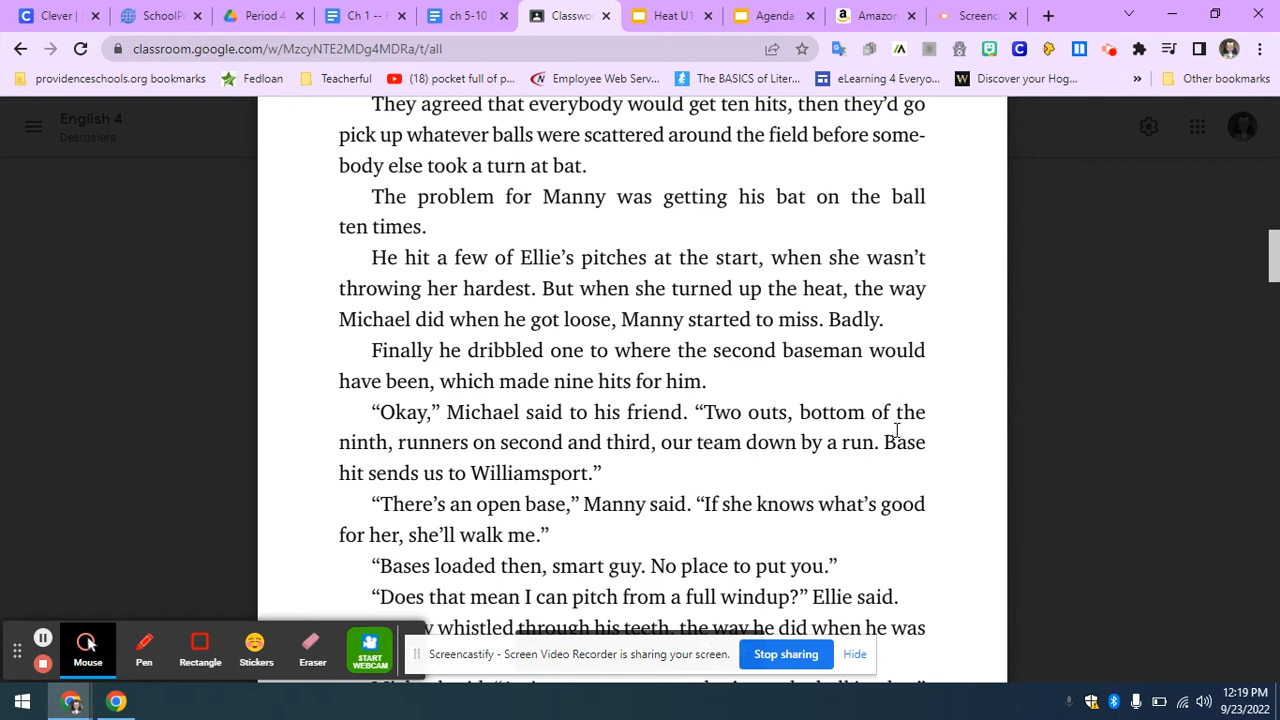 Clever
SchoolP
Period 4
Ch 1 --
ch 5-10
Classwor
Heat U1
Agenda
Amazon
Screenca
classroom.google.com/w/MzcyNTE2MDg4MDRa/t/all
providenceschools.org bookmarks
Fedloan
Teacherful
(18) pocket full of p...
Employee Web Serv...
The BASICS of Liter...
eLearning 4 Everyo...
Discover your Hog...
»
Other bookmarks
English 4
Desrosiers
They agreed that everybody would get ten hits, then they’d go
pick up whatever balls were scattered around the field before some-
body else took a turn at bat.
The problem for Manny was getting his bat on the ball
ten times.
He hit a few of Ellie’s pitches at the start, when she wasn’t
throwing her hardest. But when she turned up the heat, the way
Michael did when he got loose, Manny started to miss. Badly.
Finally he dribbled one to where the second baseman would
have been, which made nine hits for him.
“Okay,” Michael said to his friend. “Two outs, bottom of the
ninth, runners on second and third, our team down by a run. Base
hit sends us to Williamsport.”
“There’s an open base,” Manny said. “If she knows what’s good
for her, she’ll walk me.”
“Bases loaded then, smart guy. No place to put you.”
“Does that mean I can pitch from a full windup?” Ellie said.
whistled through his teeth, the way he did when he was
Mouse
Pen
Rectangle
Stickers
Eraser
START
WEBCAM
Screencastify - Screen Video Recorder is sharing your screen.
Stop sharing
Hide
12:19 PM
9/23/2022